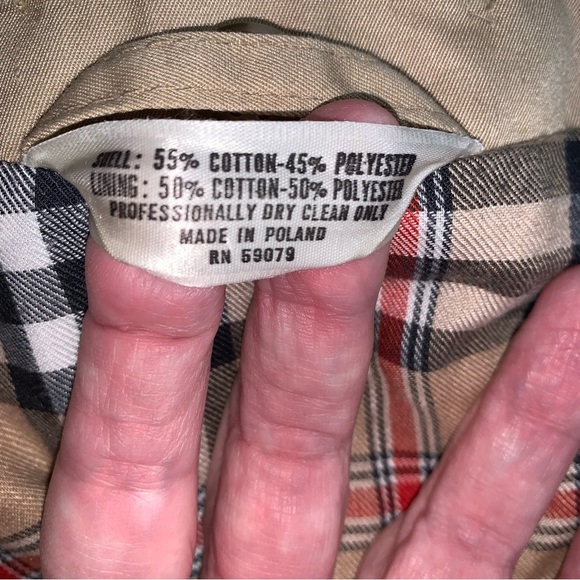 SHELL: 55% COTTON-45% POLYESTER
LINING: 50% COTTON-50% POLYESTER
PROFESSIONALLY DRY CLEAN ONLY
MADE IN POLAND
RN 59079